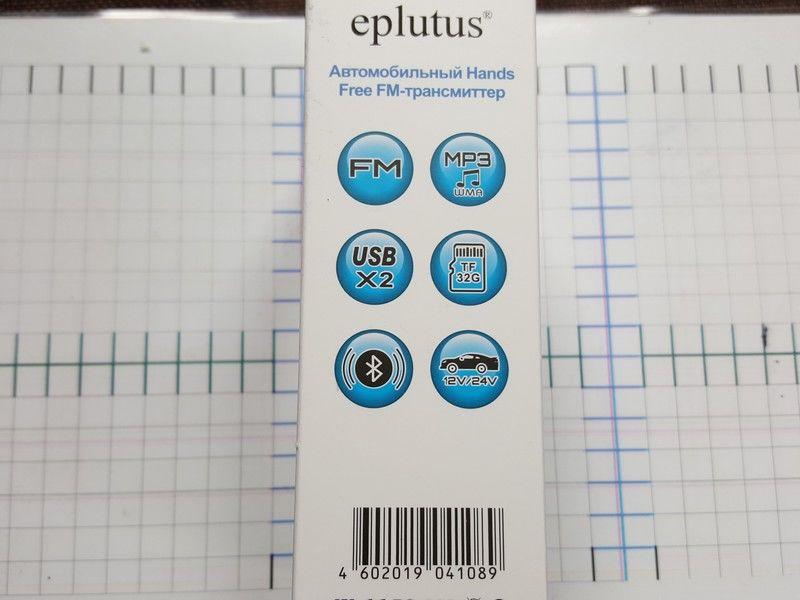 eplutus®
Автомобильный Hands
Free FM-трансмиттер
FM
MP3
WMA
USB
X2
TF
32G
12V/24V
4 602019 041089